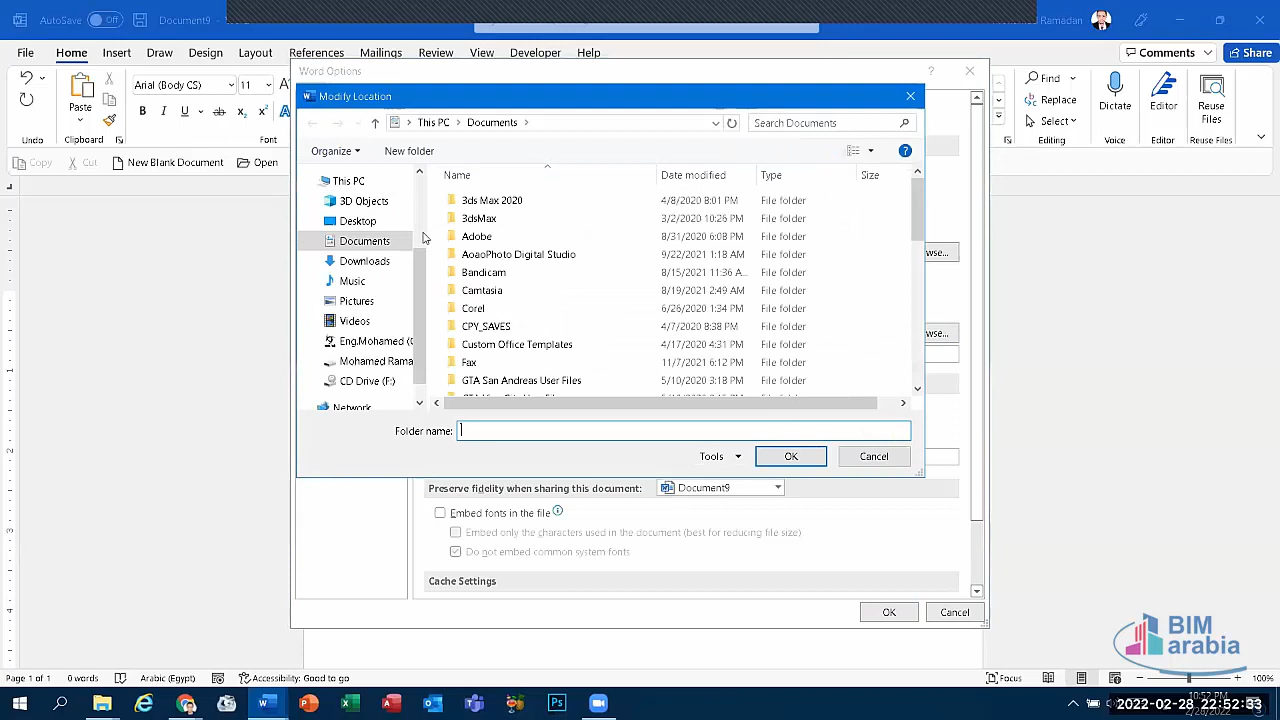 AutoSave Off Document9
Ramadan
File Home Insert Draw Design Layout References Mailings Review View Developer Help Comments Share
Arial (Body CS) 11
Paste
B I U
Find
Replace
Select
Dictate
Editor
Reuse
Files
Undo
Editing
Reuse Files
Copy Cut New Blank Document Open
Word Options
Modify Location
This PC > Documents >
Search Documents
Organize New folder
Name Date modified Type Size
This PC
3D Objects
Desktop
Documents
Downloads
Music
Pictures
Videos
Eng.Mohamed (
Mohamed Rama
CD Drive (F:)
Network
3ds Max 2020 4/8/2020 8:01 PM File folder
3dsMax 3/2/2020 10:26 PM File folder
Adobe 8/31/2020 6:08 PM File folder
AoaoPhoto Digital Studio 9/22/2021 1:18 AM File folder
Bandicam 8/15/2021 11:36 A... File folder
Camtasia 8/19/2021 2:49 AM File folder
Corel 6/26/2020 1:34 PM File folder
CPY_SAVES 4/7/2020 8:38 PM File folder
Custom Office Templates 4/17/2020 4:31 PM File folder
Fax 11/7/2021 6:12 PM File folder
GTA San Andreas User Files 5/10/2020 3:18 PM File folder
Folder name:
Tools OK Cancel
wse...
wse...
Preserve fidelity when sharing this document: Document9
Embed fonts in the file
Embed only the characters used in the document (best for reducing file size)
Do not embed common system fonts
Cache Settings
OK Cancel
BIM
arabia
Page 1 of 1 0 words Arabic (Egypt) Accessibility: Good to go Focus 100%
2022-02-28 22:52:33